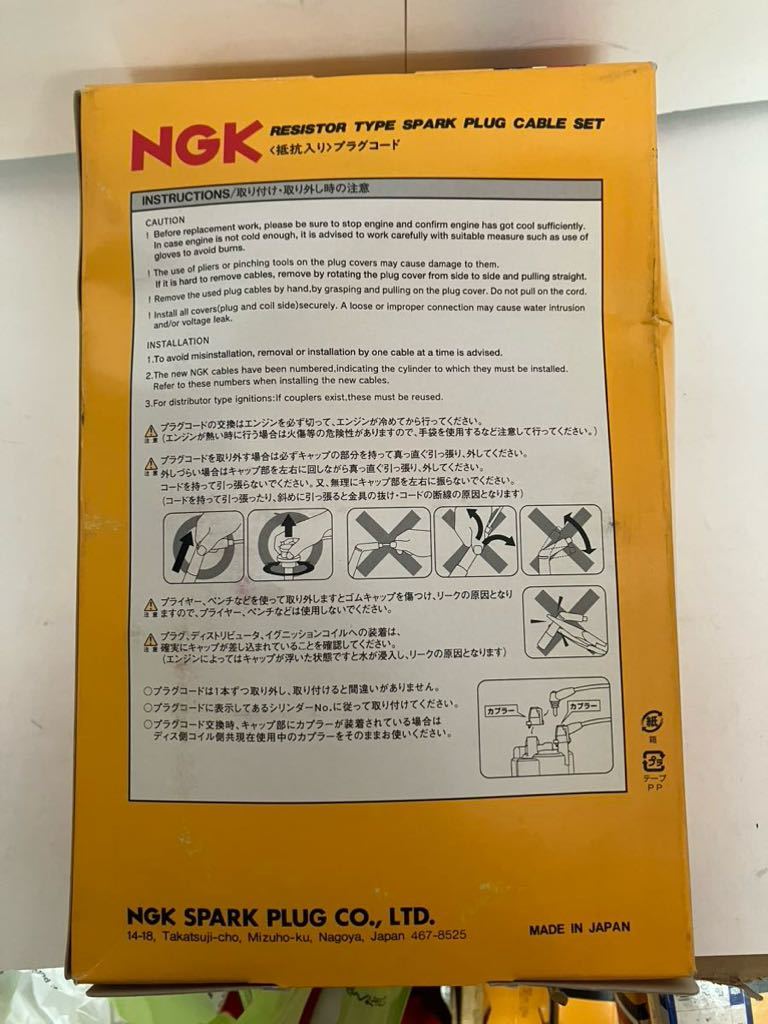 NGK
RESISTOR TYPE SPARK PLUG CABLE SET
〈抵抗入り〉プラグコード
INSTRUCTIONS/取り付け・取り外し時の注意
CAUTION
! Before replacement work, please be sure to stop engine and confirm engine has got cool sufficiently.
In case engine is not cold enough, it is advised to work carefully with suitable measure such as use of
gloves to avoid burns.
! The use of pliers or pinching tools on the plug covers may cause damage to them.
If it is hard to remove cables, remove by rotating the plug cover from side to side and pulling straight.
! Remove the used plug cables by hand,by grasping and pulling on the plug cover. Do not pull on the cord.
! Install all covers(plug and coil side)securely. A loose or improper connection may cause water intrusion
and/or voltage leak.
INSTALLATION
1.To avoid misinstallation, removal or installation by one cable at a time is advised.
2.The new NGK cables have been numbered,indicating the cylinder to which they must be installed.
Refer to these numbers when installing the new cables.
3.For distributor type ignitions:if couplers exist,these must be reused.
注意 プラグコードの交換はエンジンを必ず切って、エンジンが冷めてから行ってください。
(エンジンが熱い時に行う場合は火傷等の危険性がありますので、手袋を使用するなど注意して行ってください。)
注意 プラグコードを取り外す場合は必ずキャップの部分を持って真っ直ぐ引っ張り、外してください。
外しづらい場合はキャップ部を左右に回しながら真っ直ぐ引っ張り、外してください。
コードを持って引っ張らないでください。又、無理にキャップ部を左右に振らないでください。
(コードを持って引っ張ったり、斜めに引っ張ると金具の抜け・コードの断線の原因となります)
注意 プライヤー、ペンチなどを使って取り外しますとゴムキャップを傷つけ、リークの原因となり
ますので、プライヤー、ペンチなどは使用しないでください。
注意 プラグ、ディストリビュータ、イグニッションコイルへの装着は、
確実にキャップが差し込まれていることを確認してください。
(エンジンによってはキャップが浮いた状態ですと水が浸入し、リークの原因となります)
○プラグコードは1本ずつ取り外し、取り付けると間違いがありません。
○プラグコードに表示してあるシリンダーNo.に従って取り付けてください。
○プラグコード交換時、キャップ部にカプラーが装着されている場合は
ディス側コイル側共現在使用中のカプラーをそのままお使いください。
カプラー
カプラー
紙
箱
プラ
テープ
PP
NGK SPARK PLUG CO., LTD.
14-18, Takatsuji-cho, Mizuho-ku, Nagoya, Japan 467-8525
MADE IN JAPAN